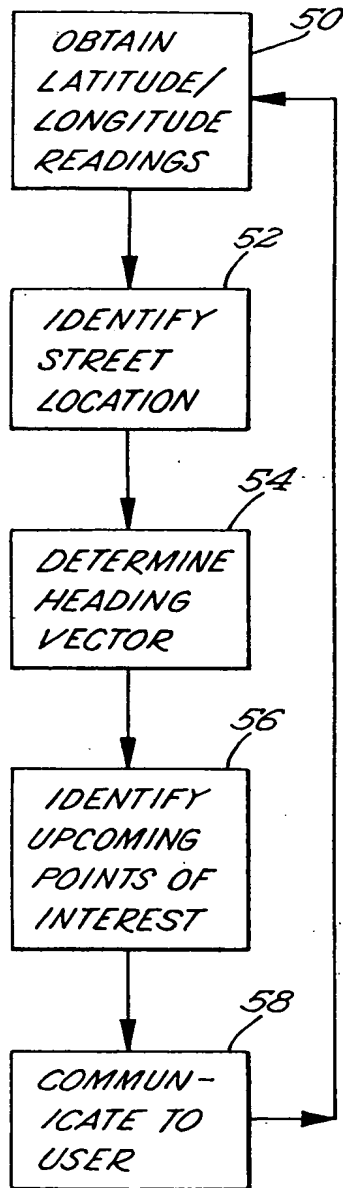 50
OBTAIN
LATITUDE/
LONGITUDE
READINGS
52
IDENTIFY
STREET
LOCATION
54
DETERMINE
HEADING
VECTOR
56
IDENTIFY
UPCOMING
POINTS OF
INTEREST
58
COMMUN-
ICATE TO
USER